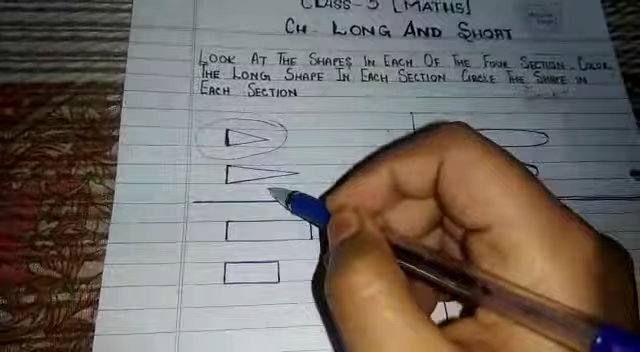 CLASS-3 [MATHS]
CH- LONG AND SHORT
LOOK AT THE SHAPES IN EACH OF THE FOUR SECTION. COLOR
THE LONG SHAPE IN EACH SECTION CIRCLE THE SHAPE IN
EACH SECTION